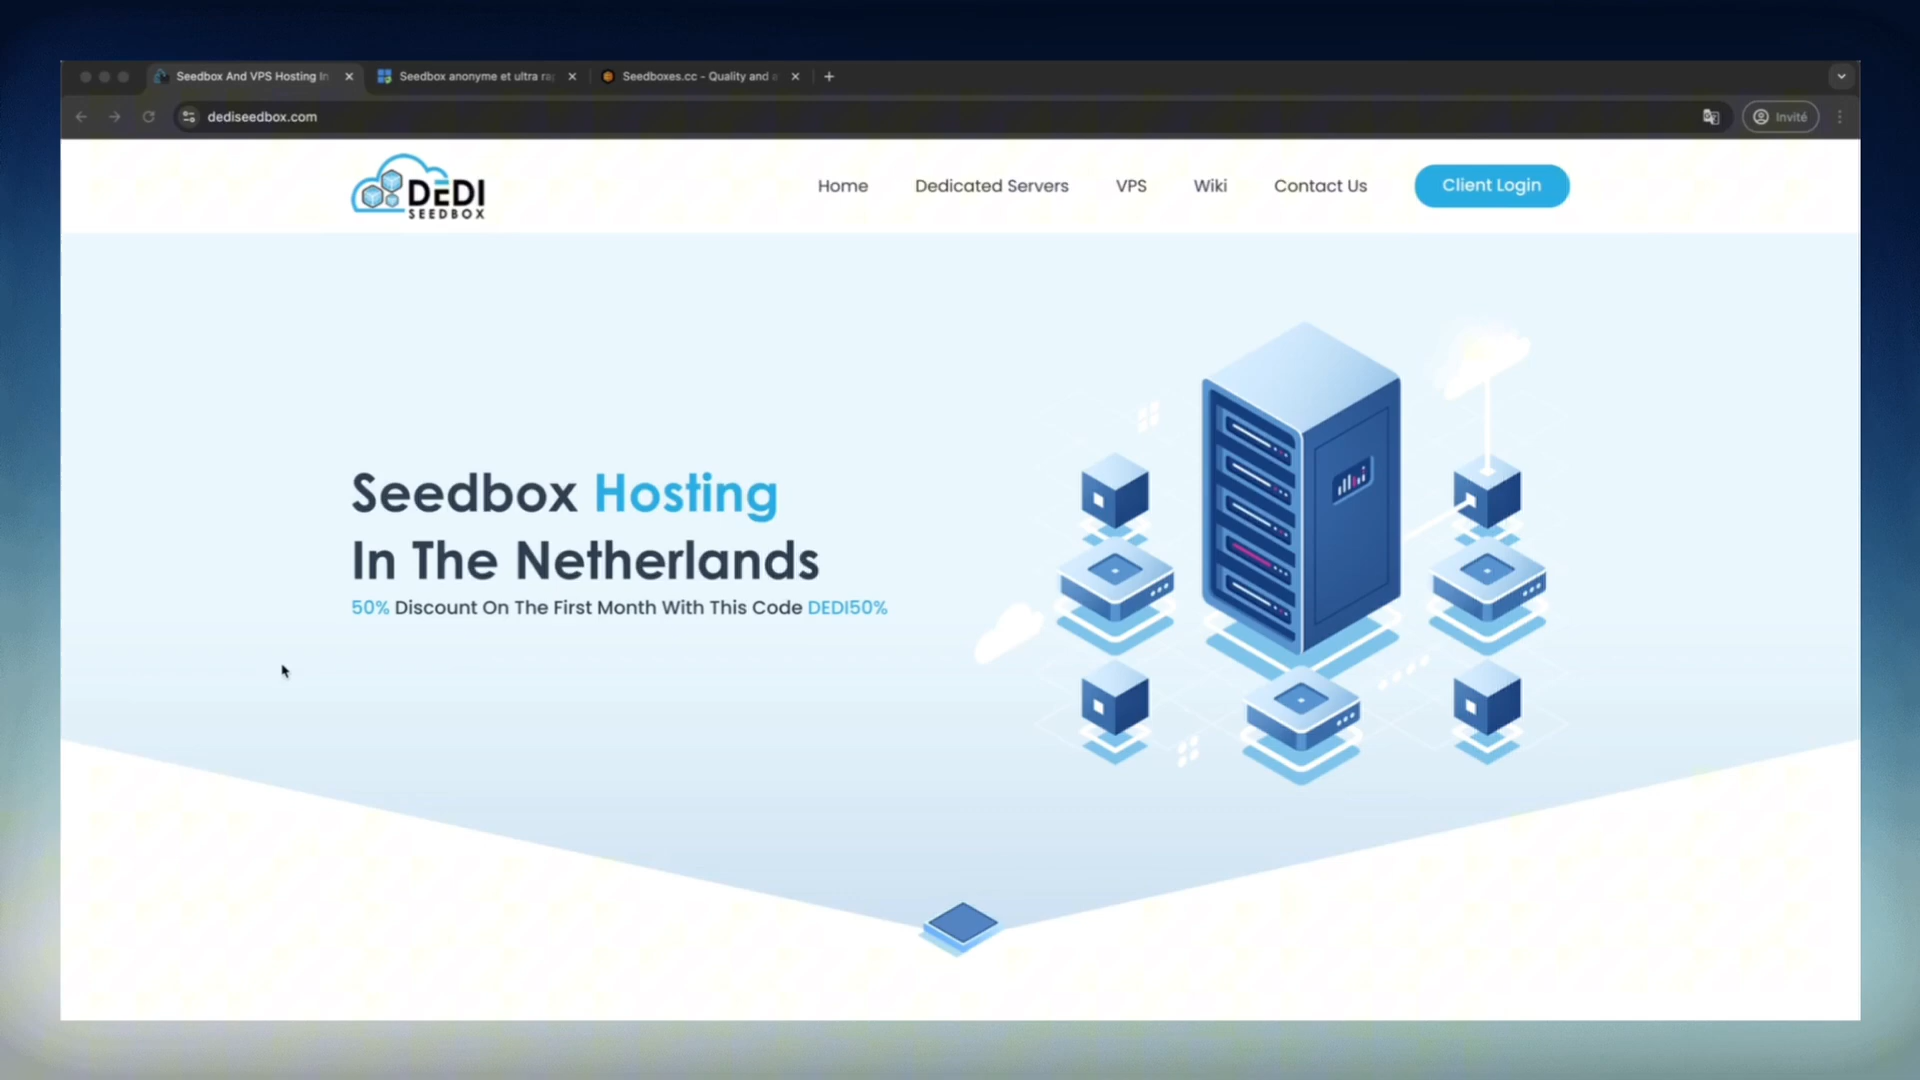 Seedbox And VPS Hosting In
Seedbox anonyme et ultra ra
Seedboxes.cc - Quality and
dediseedbox.com
Invité
DEDI
SEEDBOX
Home
Dedicated Servers
VPS
Wiki
Contact Us
Client Login
Seedbox Hosting
In The Netherlands
50% Discount On The First Month With This Code DEDI50%